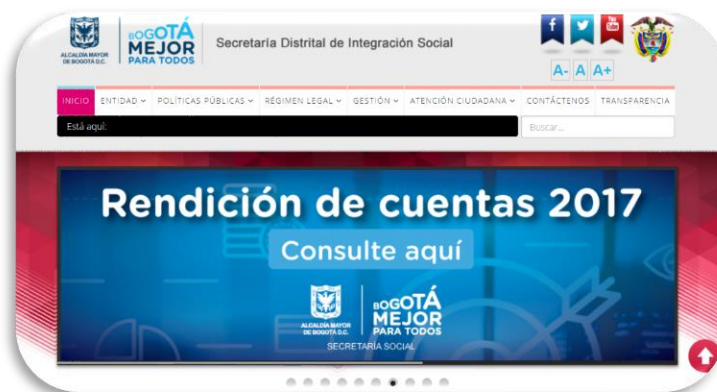 ALCALDÍA MAYOR
DE BOGOTÁ D.C.
BOGOTÁ
MEJOR
PARA TODOS
Secretaría Distrital de Integración Social
f
You
A- A A+
INICIO ENTIDAD POLÍTICAS PÚBLICAS RÉGIMEN LEGAL GESTIÓN ATENCIÓN CIUDADANA CONTÁCTENOS TRANSPARENCIA
Está aquí:
Buscar...
Rendición de cuentas 2017
Consulte aquí
ALCALDÍA MAYOR
DE BOGOTÁ D.C.
BOGOTÁ
MEJOR
PARA TODOS
SECRETARÍA SOCIAL